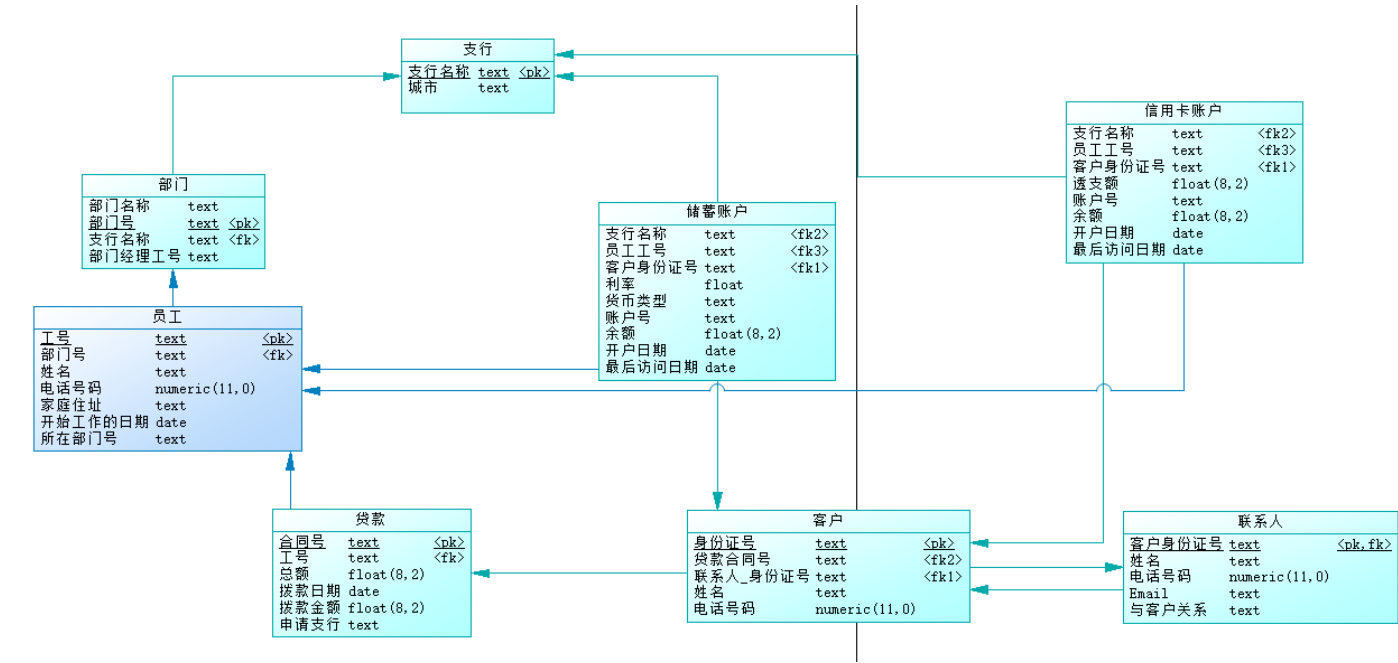 支行
支行名称 text <pk>
城市 text
信用卡账户
支行名称 text <fk2>
员工工号 text <fk3>
客户身份证号 text <fk1>
透支额 float(8,2)
账户号 text
余额 float(8,2)
开户日期 date
最后访问日期 date
部门
部门名称 text
部门号 text <pk>
支行名称 text <fk>
部门经理工号 text
储蓄账户
支行名称 text <fk2>
员工工号 text <fk3>
客户身份证号 text <fk1>
利率 float
货币类型 text
账户号 text
余额 float(8,2)
开户日期 date
最后访问日期 date
员工
工号 text <pk>
部门号 text <fk>
姓名 text
电话号码 numeric(11,0)
家庭住址 text
开始工作的日期 date
所在部门号 text
贷款
合同号 text <pk>
工号 text <fk>
总额 float(8,2)
拨款日期 date
拨款金额 float(8,2)
申请支行 text
客户
身份证号 text <pk>
贷款合同号 text <fk2>
联系人_身份证号 text <fk1>
姓名 text
电话号码 numeric(11,0)
联系人
客户身份证号 text <pk,fk>
姓名 text
电话号码 numeric(11,0)
Email text
与客户关系 text